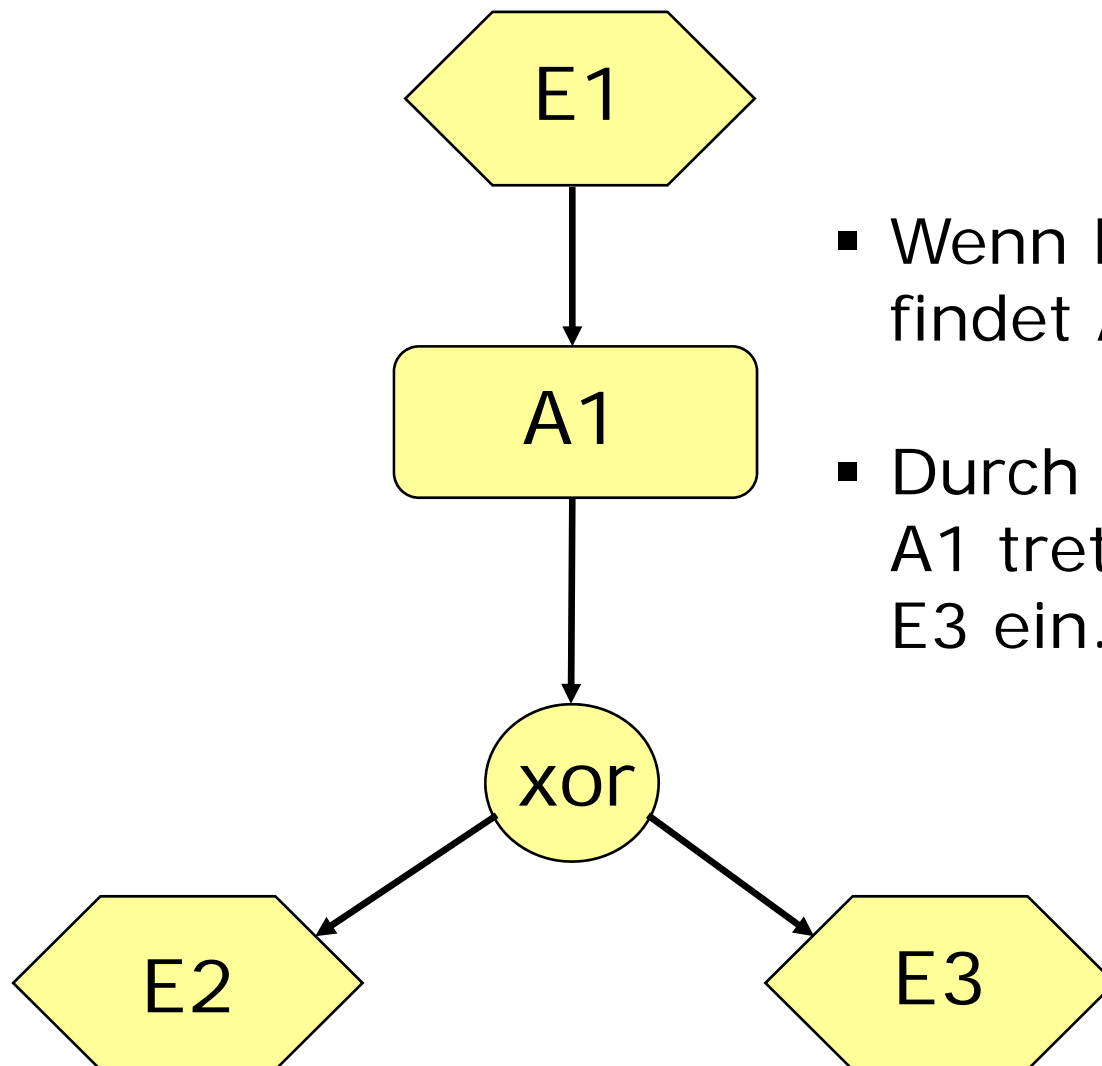 E1
▪ Wenn
findet
A1
▪ Durch
A1 tret
E3 ein.
xor
E2
E3